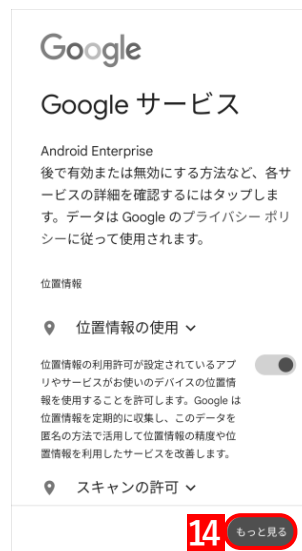 Google
Google サービス
Android Enterprise
後で有効または無効にする方法など、各サ
ービスの詳細を確認するにはタップしま
す。データは Google のプライバシー ポリ
シーに従って使用されます。
位置情報
位置情報の使用
位置情報の利用許可が設定されているアプ
リやサービスがお使いのデバイスの位置情
報を使用することを許可します。Google は
位置情報を定期的に収集し、このデータを
匿名の方法で活用して位置情報の精度や位
置情報を利用したサービスを改善します。
スキャンの許可
14 もっと見る